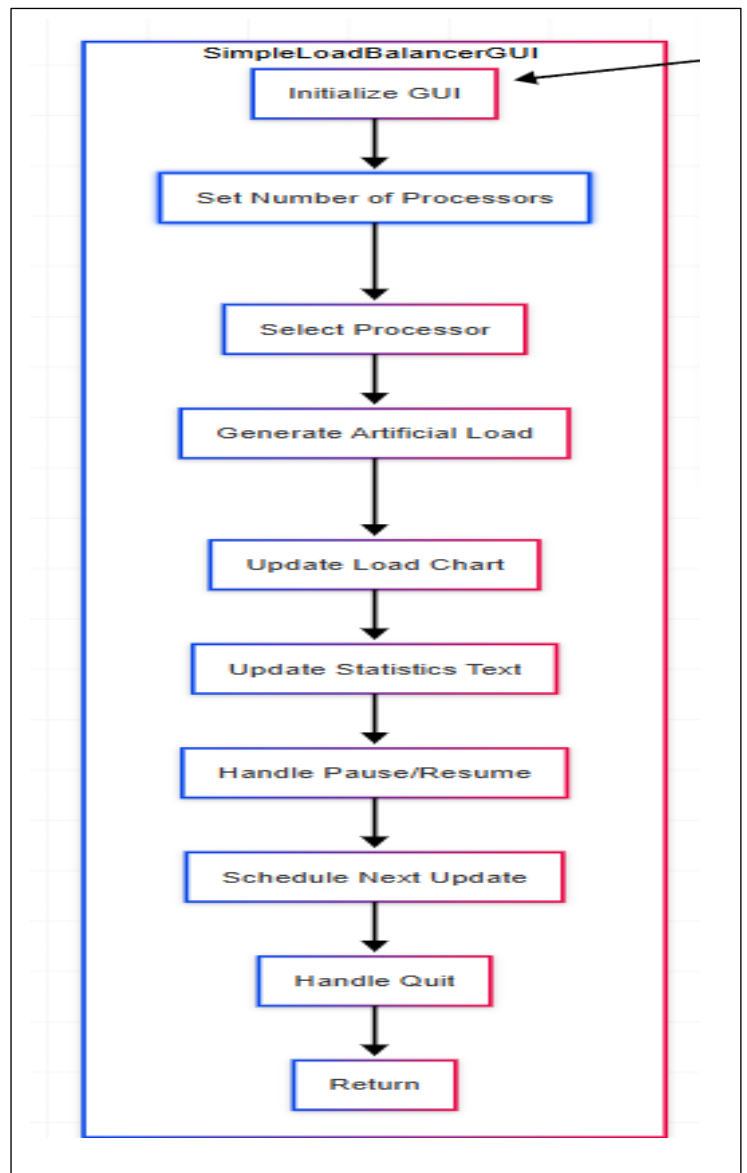 SimpleLoadBalancerGUI
Initialize GUI
Set Number of Processors
Select Processor
Generate Artificial Load
Update Load Chart
Update Statistics Text
Handle Pause/Resume
Schedule Next Update
Handle Quit
Return